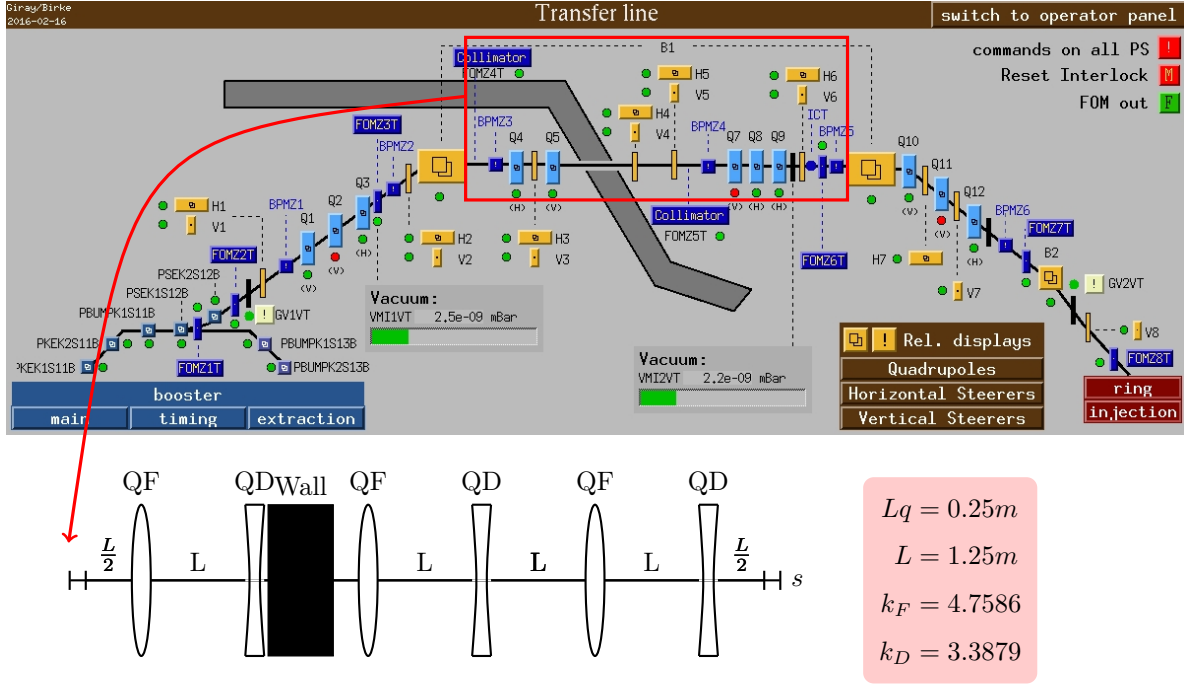 Giray/Birke
2016-02-16
Transfer line
switch to operator panel
commands on all PS !
Reset Interlock M
FOM out F
B1
Collimator
FOMZ4T
H5
V5
H6
V6
H4
V4
ICT
FOMZ3T
BPMZ3
Q4
Q5
BPMZ4
Q7
Q8
Q9
BPMZ5
Q10
BPMZ2
Q11
Q3
Q2
Q12
(H)
(V)
(V)
(H)
(H)
(V)
H1
V1
BPMZ1
Q1
Collimator
FOMZ5T
(V)
BPMZ6
FOMZ7T
FOMZ2T
(H)
H2
V2
H3
V3
FOMZ6T
H7
(H)
B2
(V)
PSEK2S12B
(V)
! GV2VT
PSEK1S12B
Vacuum:
VMI1VT 2.5e-09 mBar
V7
PBUMPK1S11B
! GV1VT
V8
PKEK2S11B
PBUMPK1S13B
Vacuum:
VMI2VT 2.2e-09 mBar
! Rel. displays
FOMZ8T
PKEK1S11B
FOMZ1T
PBUMPK2S13B
Quadrupoles
booster
Horizontal Steerers
ring
main
timing
extraction
Vertical Steerers
injection
QF
QD
Wall
QF
QD
QF
QD
L/2
L
L
L
L
L/2
s
Lq = 0.25m
L = 1.25m
k_F = 4.7586
k_D = 3.3879